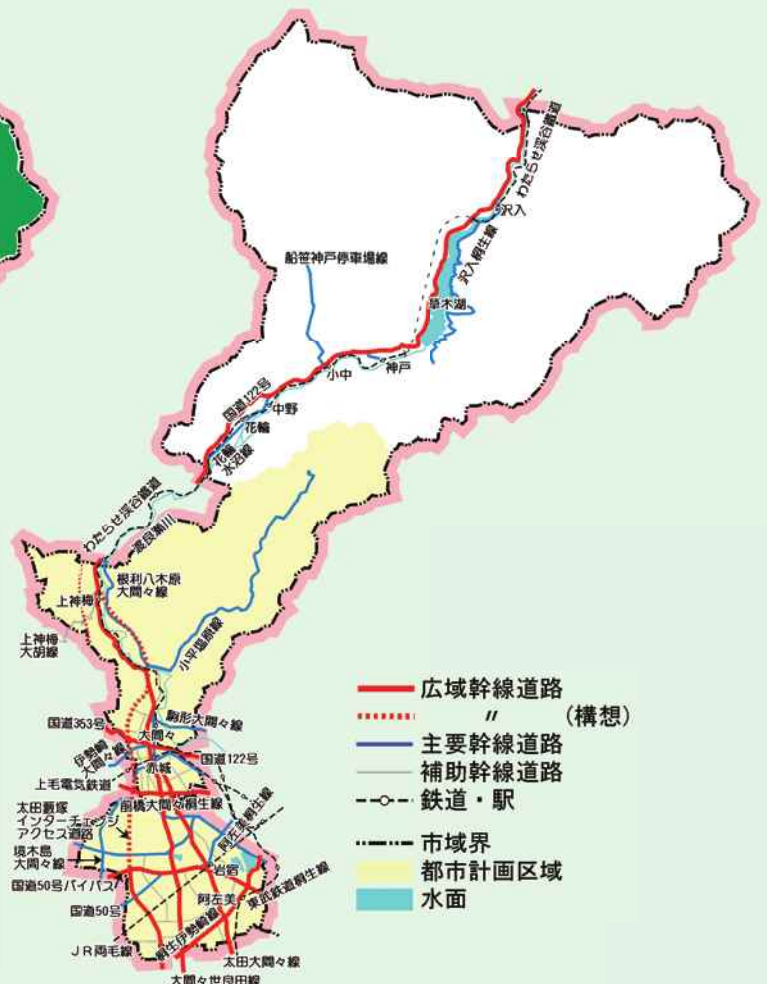 わたらせ渓谷鐵道
沢入
沢入桐生線
船笹神戸停車場線
草木湖
神戸
小中
国道122号
中野
花輪
花輪
水沼線
わたらせ渓谷鐵道
渡良瀬川
根利八木原
大間々線
上神梅
上神梅
大胡線
小平塩原線
駒形大間々線
国道353号
大間々
伊勢崎
大間々線
国道122号
赤城
上毛電気鉄道
前橋大間々桐生線
太田藪塚
インターチェンジ
アクセス道路
阿左美桐生線
境木島
大間々線
岩宿
国道50号バイパス
阿左美
東武鉄道桐生線
国道50号
桐生伊勢崎線
JR両毛線
太田大間々線
大間々世良田線
広域幹線道路
〃 (構想)
主要幹線道路
補助幹線道路
鉄道・駅
市域界
都市計画区域
水面